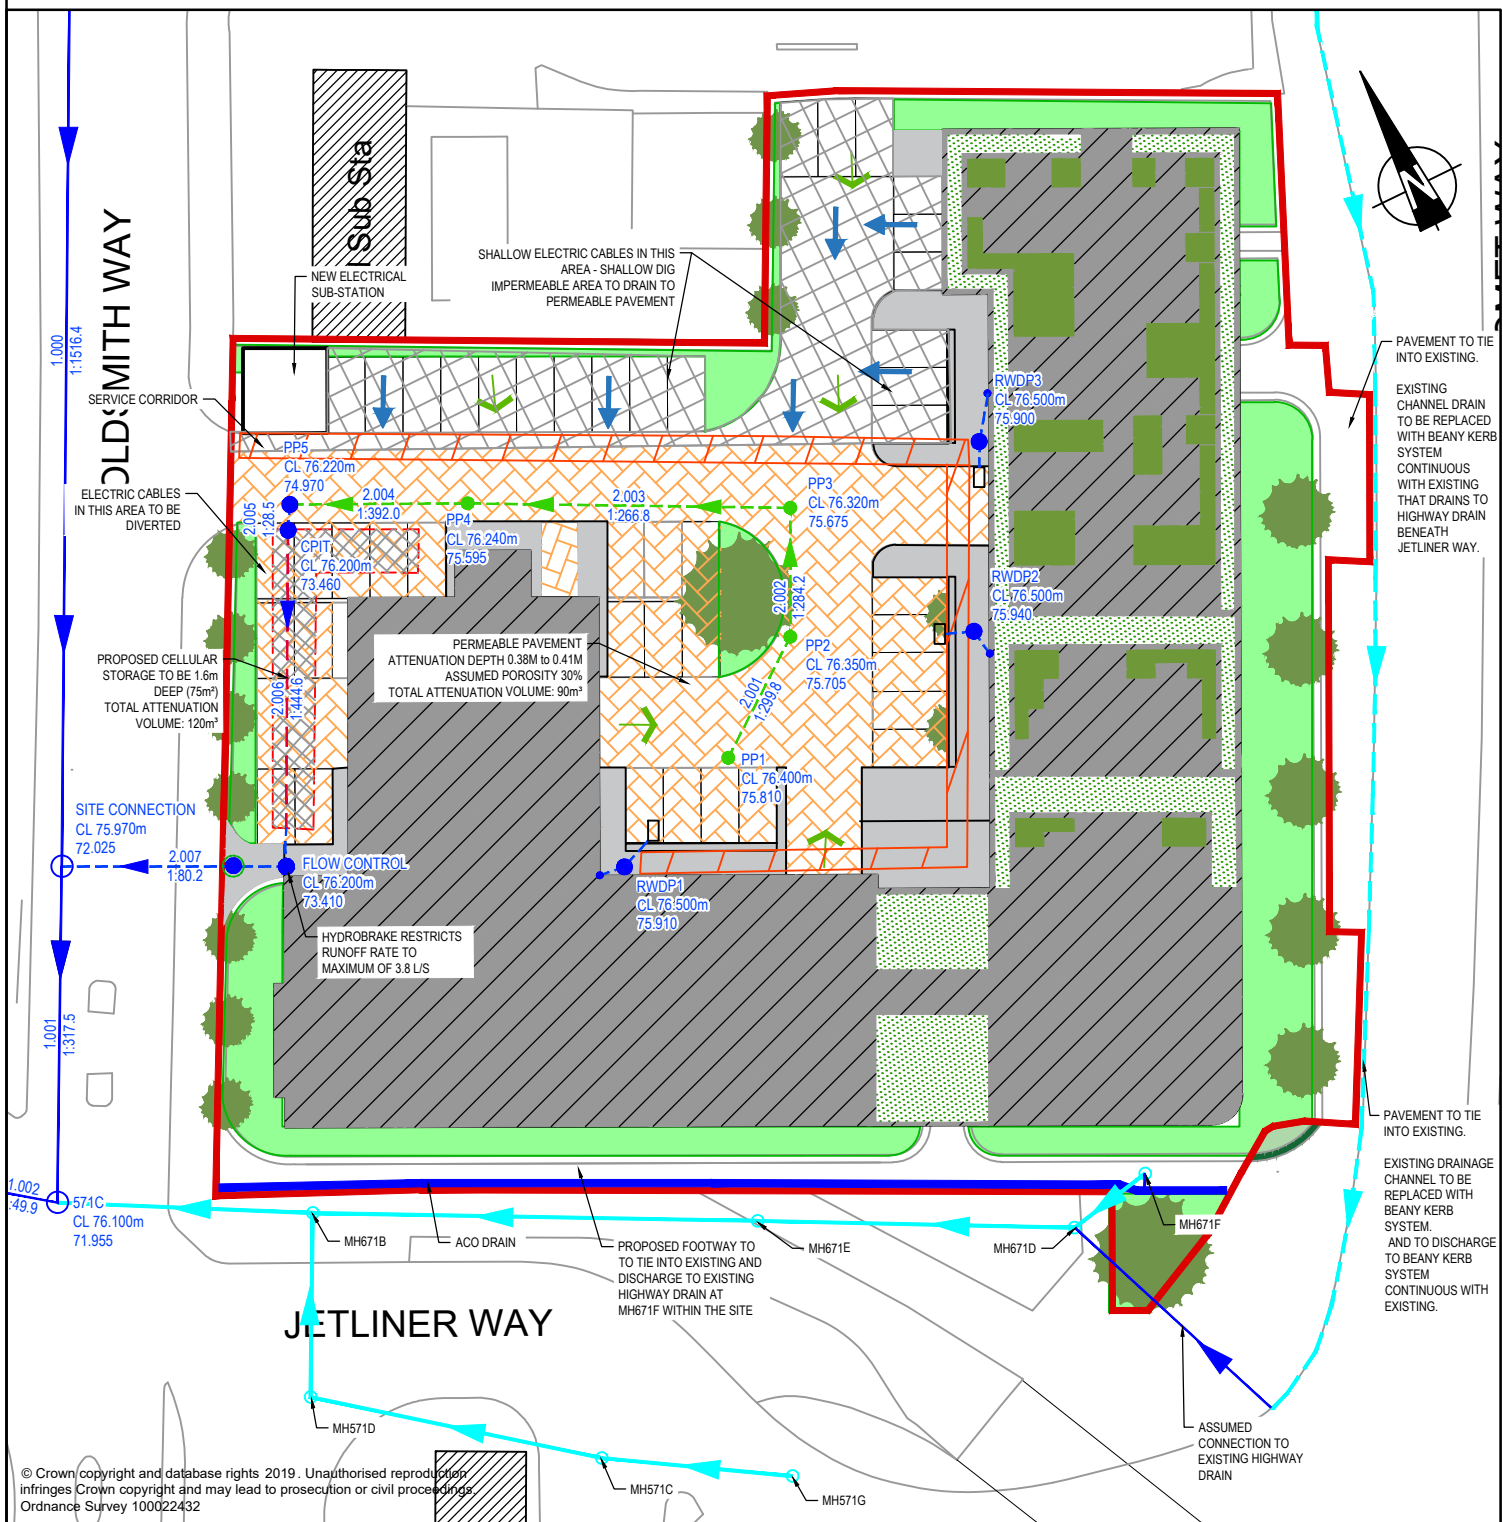 Sub Sta
OLDSMITH WAY
1.000
1:1516.4
NEW ELECTRICAL
SUB-STATION
SHALLOW ELECTRIC CABLES IN THIS
AREA - SHALLOW DIG
IMPERMEABLE AREA TO DRAIN TO
PERMEABLE PAVEMENT
SERVICE CORRIDOR
PAVEMENT TO TIE
INTO EXISTING.
EXISTING
CHANNEL DRAIN
TO BE REPLACED
WITH BEANY KERB
SYSTEM
CONTINUOUS
WITH EXISTING
THAT DRAINS TO
HIGHWAY DRAIN
BENEATH
JETLINER WAY.
RWDP3
CL 76.500m
75.900
PP5
CL 76.220m
74.970
ELECTRIC CABLES
IN THIS AREA TO BE
DIVERTED
2.005
1:28.5
2.004
1:392.0
PP4
CL 76.240m
75.595
2.003
1:266.8
PP3
CL 76.320m
75.675
CPIT
CL 76.200m
73.460
2.002
1:284.2
RWDP2
CL 76.500m
75.940
PERMEABLE PAVEMENT
ATTENUATION DEPTH 0.38M to 0.41M
ASSUMED POROSITY 30%
TOTAL ATTENUATION VOLUME: 90m³
PP2
CL 76.350m
75.705
PROPOSED CELLULAR
STORAGE TO BE 1.6m
DEEP (75m²)
TOTAL ATTENUATION
VOLUME: 120m³
2.006
1:444.6
2.001
1:299.8
PP1
CL 76.400m
75.810
SITE CONNECTION
CL 75.970m
72.025
2.007
1:80.2
FLOW CONTROL
CL 76.200m
73.410
RWDP1
CL 76.500m
75.910
HYDROBRAKE RESTRICTS
RUNOFF RATE TO
MAXIMUM OF 3.8 L/S
1.001
1:317.5
PAVEMENT TO TIE
INTO EXISTING.
EXISTING DRAINAGE
CHANNEL TO BE
REPLACED WITH
BEANY KERB
SYSTEM.
AND TO DISCHARGE
TO BEANY KERB
SYSTEM
CONTINUOUS WITH
EXISTING.
1.002
:49.9
571C
CL 76.100m
71.955
MH671B
ACO DRAIN
PROPOSED FOOTWAY TO
TO TIE INTO EXISTING AND
DISCHARGE TO EXISTING
HIGHWAY DRAIN AT
MH671F WITHIN THE SITE
MH671E
MH671D
MH671F
JETLINER WAY
MH571D
MH571C
MH571G
ASSUMED
CONNECTION TO
EXISTING HIGHWAY
DRAIN
© Crown copyright and database rights 2019. Unauthorised reproduction
infringes Crown copyright and may lead to prosecution or civil proceedings.
Ordnance Survey 100022432